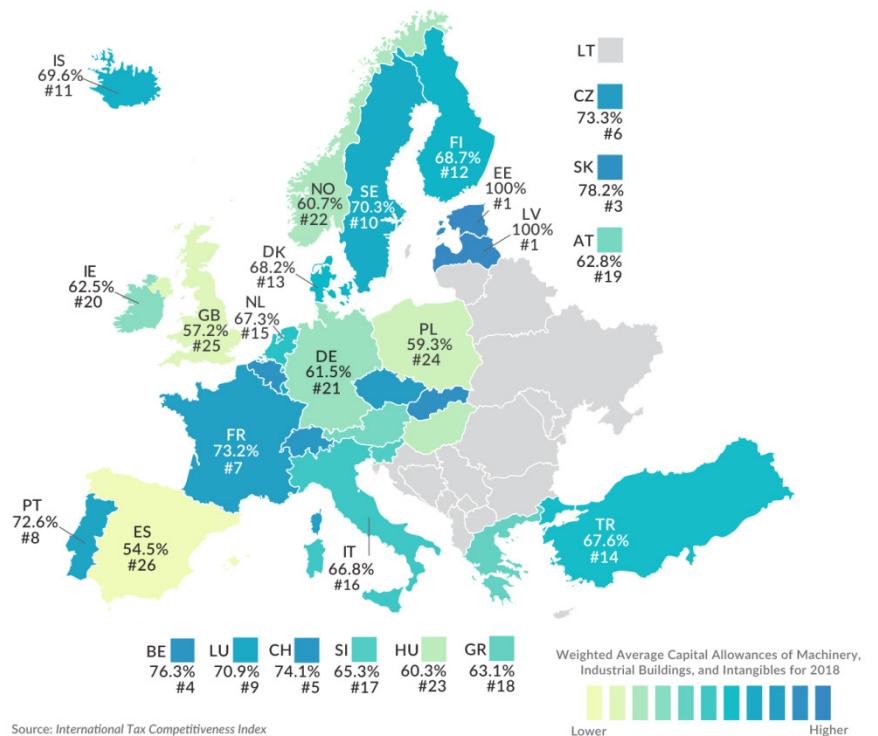 IS
69.6%
#11
LT
CZ
73.3%
#6
FI
68.7%
#12
SK
78.2%
#3
EE
100%
#1
NO
60.7%
#22
SE
70.3%
#10
LV
100%
#1
AT
62.8%
#19
DK
68.2%
#13
IE
62.5%
#20
NL
67.3%
#15
GB
57.2%
#25
PL
59.3%
#24
DE
61.5%
#21
FR
73.2%
#7
PT
72.6%
#8
ES
54.5%
#26
IT
66.8%
#16
TR
67.6%
#14
BE
76.3%
#4
LU
70.9%
#9
CH
74.1%
#5
SI
65.3%
#17
HU
60.3%
#23
GR
63.1%
#18
Weighted Average Capital Allowances of Machinery,
Industrial Buildings, and Intangibles for 2018
Lower Higher
Source: International Tax Competitiveness Index